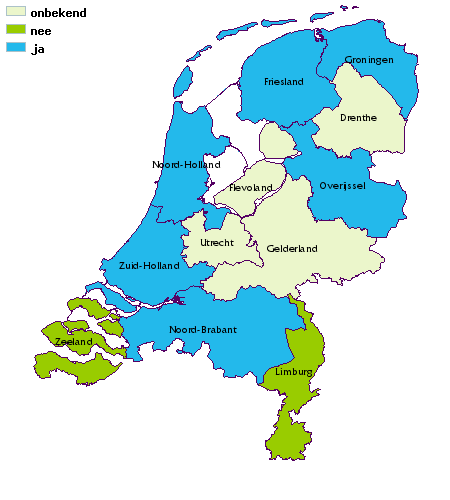 onbekend
nee
ja
Groningen
Friesland
Drenthe
Noord-Holland
Overijssel
Flevoland
Utrecht
Gelderland
Zuid-Holland
Noord-Brabant
Zeeland
Limburg